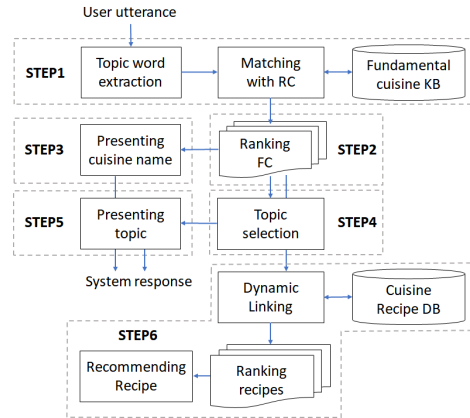 User utterance
STEP1
Topic word
extraction
Matching
with RC
Fundamental
cuisine KB
STEP3
Presenting
cuisine name
Ranking
FC
STEP2
STEP5
Presenting
topic
Topic
selection
STEP4
System response
Dynamic
Linking
Cuisine
Recipe DB
STEP6
Recommending
Recipe
Ranking
recipes